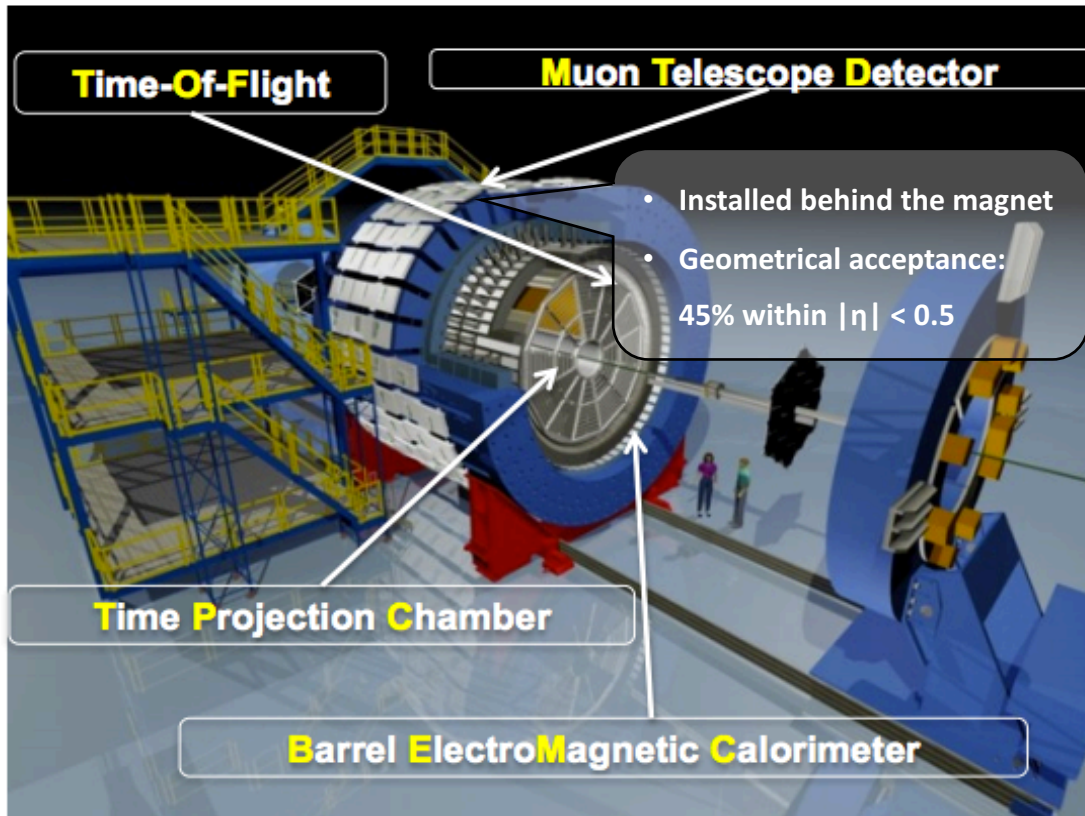 Time-Of-Flight
Muon Telescope Detector
• Installed behind the magnet
• Geometrical acceptance:
45% within |η| < 0.5
Time Projection Chamber
Barrel ElectroMagnetic Calorimeter